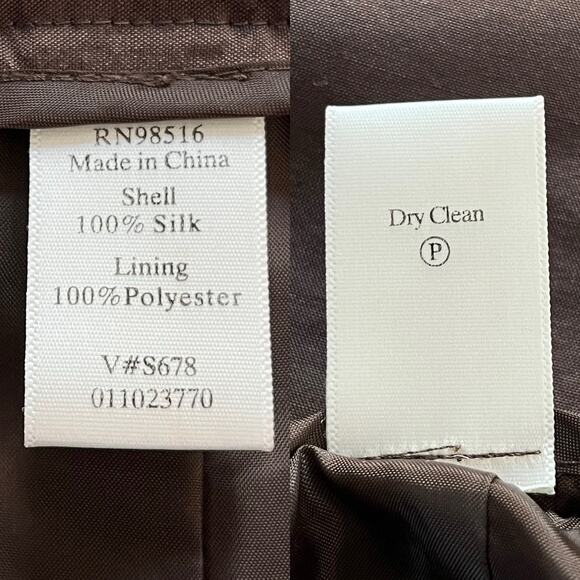 RN98516
Made in China
Shell
100% Silk
Lining
100%Polyester
V#S678
011023770
Dry Clean
P